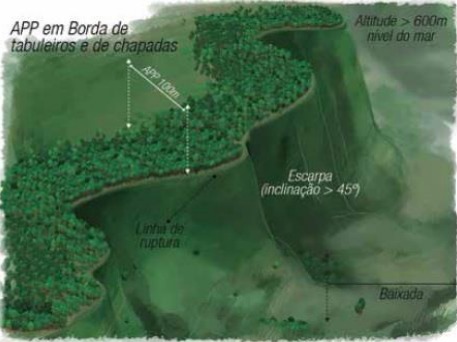 APP em Borda de
tabuleiros e de chapadas
Altitude > 600m
nível do mar
APP 100m
Escarpa
(inclinação > 45º)
Linha de
ruptura
Baixada